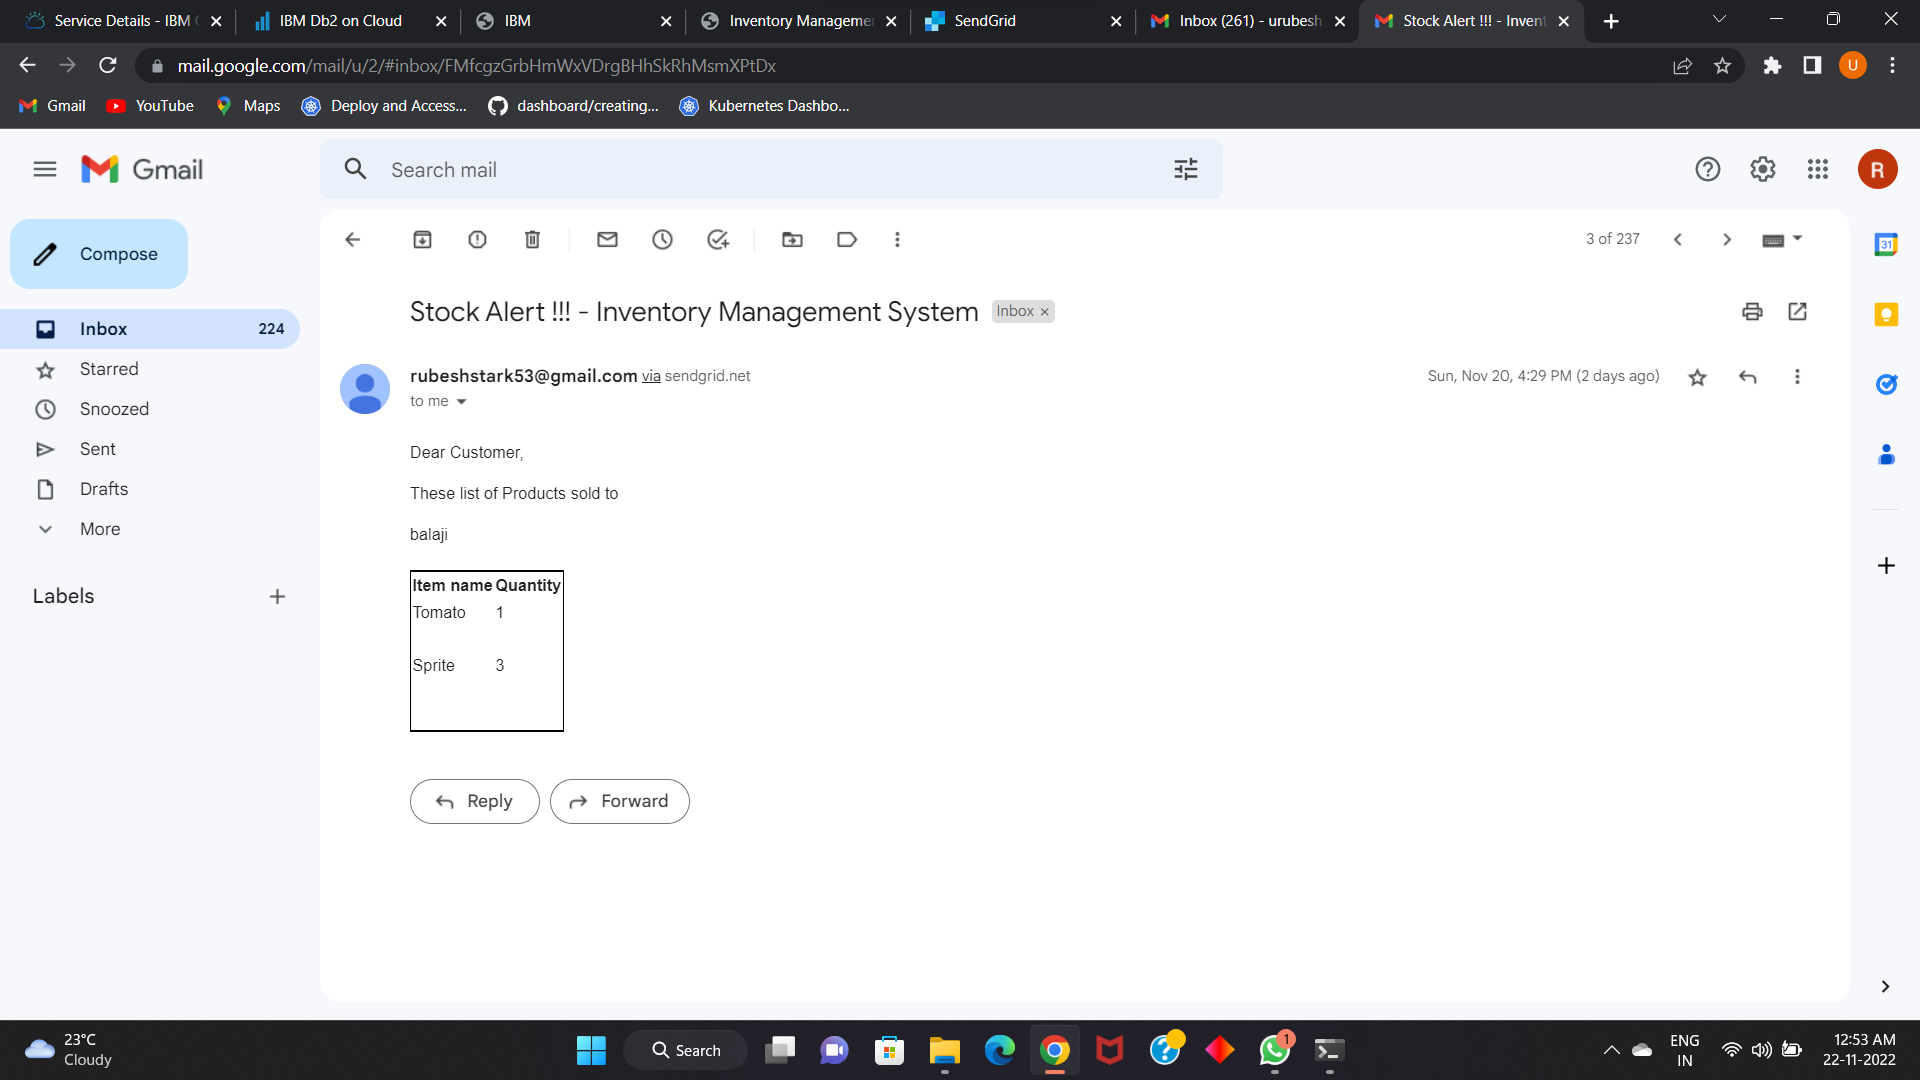 Service Details - IBM
IBM Db2 on Cloud
IBM
Inventory Manageme
SendGrid
Inbox (261) - urubesh
Stock Alert !!! - Invent
mail.google.com/mail/u/2/#inbox/FMfcgzGrbHmWxVDrgBHhSkRhMsmXPtDx
U
Gmail
YouTube
Maps
Deploy and Access...
dashboard/creating...
Kubernetes Dashbo...
Gmail
Search mail
R
Compose
3 of 237
31
Stock Alert !!! - Inventory Management System
Inbox ×
Inbox 224
Starred
Snoozed
Sent
Drafts
More
Labels
rubeshstark53@gmail.com via sendgrid.net
Sun, Nov 20, 4:29 PM (2 days ago)
to me
Dear Customer,
These list of Products sold to
balaji
Item name Quantity
Tomato 1
Sprite 3
Reply
Forward
23°C
Cloudy
Search
1
ENG
IN
12:53 AM
22-11-2022